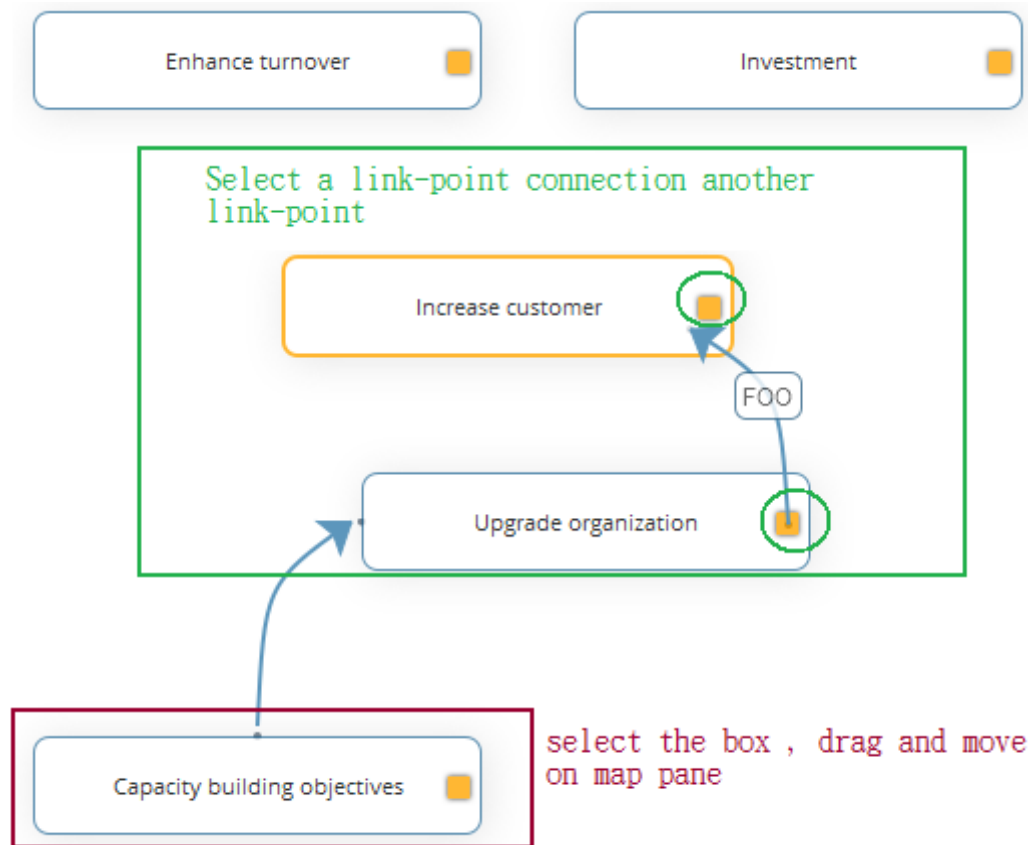 Enhance turnover
Investment
Select a link-point connection another
link-point
Increase customer
FOO
Upgrade organization
select the box , drag and move
on map pane
Capacity building objectives